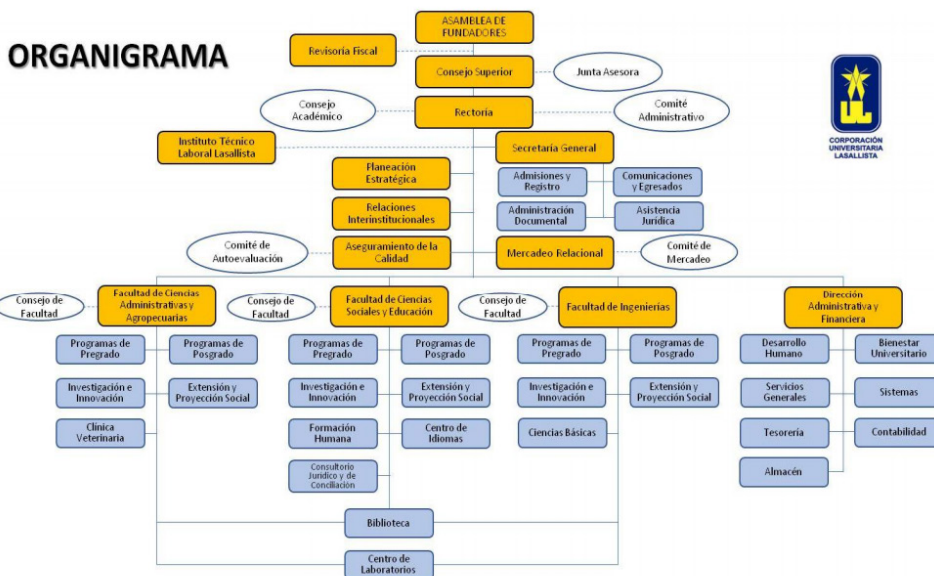 ORGANIGRAMA
ASAMBLEA DE
FUNDADORES
Revisoría Fiscal
Consejo Superior
Junta Asesora
Consejo
Académico
Rectoría
Comité
Administrativo
CORPORACIÓN
UNIVERSITARIA
LASALLISTA
Instituto Técnico
Laboral Lasallista
Secretaría General
Planeación
Estratégica
Admisiones y
Registro
Comunicaciones
y Egresados
Relaciones
Interinstitucionales
Administración
Documental
Asistencia
Jurídica
Comité de
Autoevaluación
Aseguramiento de la
Calidad
Mercadeo Relacional
Comité de
Mercadeo
Consejo de
Facultad
Facultad de Ciencias
Administrativas y
Agropecuarias
Consejo de
Facultad
Facultad de Ciencias
Sociales y Educación
Consejo de
Facultad
Facultad de Ingenierías
Dirección
Administrativa y
Financiera
Programas de
Pregrado
Programas de
Posgrado
Programas de
Pregrado
Programas de
Posgrado
Programas de
Pregrado
Programas de
Posgrado
Desarrollo
Humano
Bienestar
Universitario
Investigación e
Innovación
Extensión y
Proyección Social
Investigación e
Innovación
Extensión y
Proyección Social
Investigación e
Innovación
Extensión y
Proyección Social
Servicios
Generales
Sistemas
Clínica
Veterinaria
Formación
Humana
Centro de
Idiomas
Ciencias Básicas
Tesorería
Contabilidad
Consultorio
Jurídico y de
Conciliación
Almacén
Biblioteca
Centro de
Laboratorios